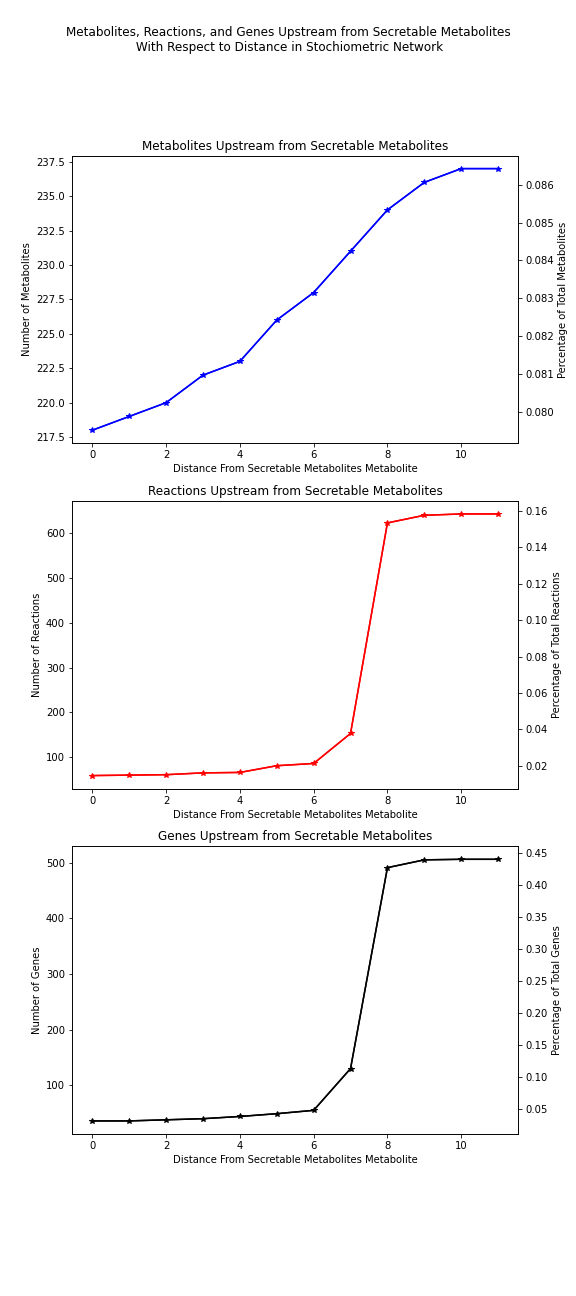 Metabolites, Reactions, and Genes Upstream from Secretable Metabolites
With Respect to Distance in Stochiometric Network
Metabolites Upstream from Secretable Metabolites
237.5
235.0
232.5
230.0
227.5
225.0
222.5
220.0
217.5
Number of Metabolites
0.086
0.085
0.084
0.083
0.082
0.081
0.080
Percentage of Total Metabolites
0 2 4 6 8 10
Distance From Secretable Metabolites Metabolite
Reactions Upstream from Secretable Metabolites
600
500
400
300
200
100
Number of Reactions
0.16
0.14
0.12
0.10
0.08
0.06
0.04
0.02
Percentage of Total Reactions
0 2 4 6 8 10
Distance From Secretable Metabolites Metabolite
Genes Upstream from Secretable Metabolites
500
400
300
200
100
Number of Genes
0.45
0.40
0.35
0.30
0.25
0.20
0.15
0.10
0.05
Percentage of Total Genes
0 2 4 6 8 10
Distance From Secretable Metabolites Metabolite